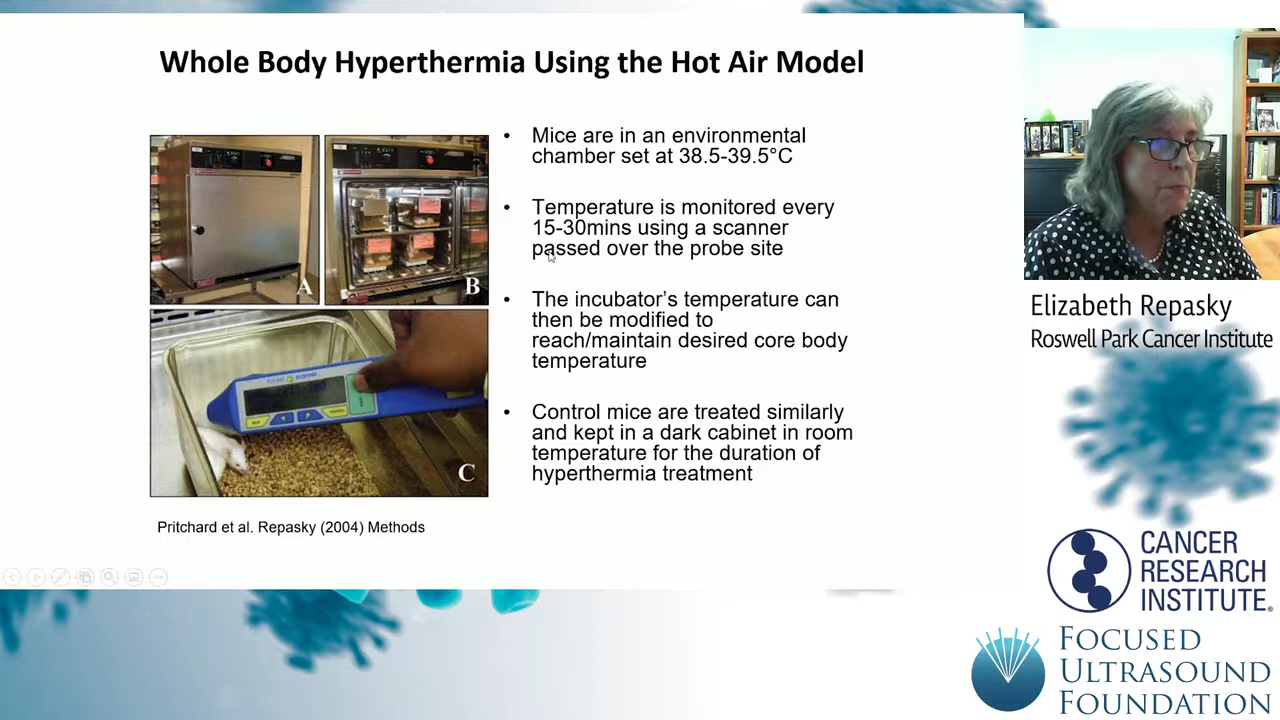 Whole Body Hyperthermia Using the Hot Air Model
A
B
C
• Mice are in an environmental
chamber set at 38.5-39.5°C
• Temperature is monitored every
15-30mins using a scanner
passed over the probe site
• The incubator's temperature can
then be modified to
reach/maintain desired core body
temperature
• Control mice are treated similarly
and kept in a dark cabinet in room
temperature for the duration of
hyperthermia treatment
Pritchard et al. Repasky (2004) Methods
Elizabeth Repasky
Roswell Park Cancer Institute
CANCER
RESEARCH
INSTITUTE®
FOCUSED
ULTRASOUND
FOUNDATION